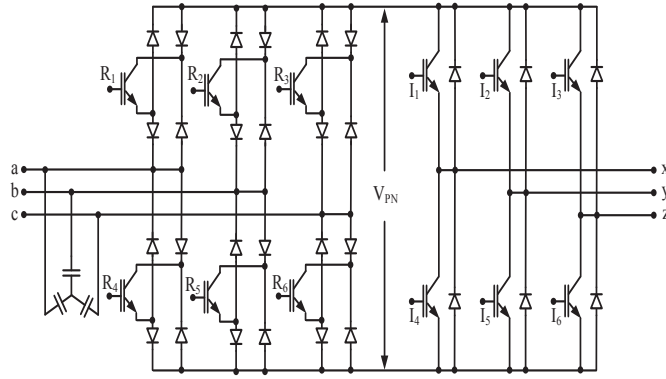 R1 R2 R3 I1 I2 I3
a x
b VPN y
c z
R4 R5 R6 I4 I5 I6